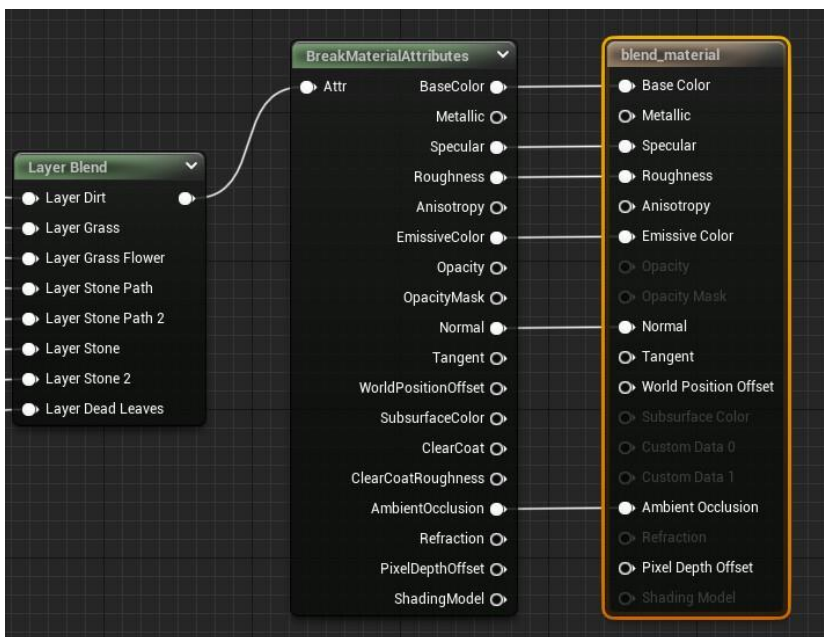 Layer Blend
Layer Dirt
Layer Grass
Layer Grass Flower
Layer Stone Path
Layer Stone Path 2
Layer Stone
Layer Stone 2
Layer Dead Leaves
BreakMaterialAttributes
Attr
BaseColor
Metallic
Specular
Roughness
Anisotropy
EmissiveColor
Opacity
OpacityMask
Normal
Tangent
WorldPositionOffset
SubsurfaceColor
ClearCoat
ClearCoatRoughness
AmbientOcclusion
Refraction
PixelDepthOffset
ShadingModel
blend_material
Base Color
Metallic
Specular
Roughness
Anisotropy
Emissive Color
Opacity
Opacity Mask
Normal
Tangent
World Position Offset
Subsurface Color
Custom Data 0
Custom Data 1
Ambient Occlusion
Refraction
Pixel Depth Offset
Shading Model